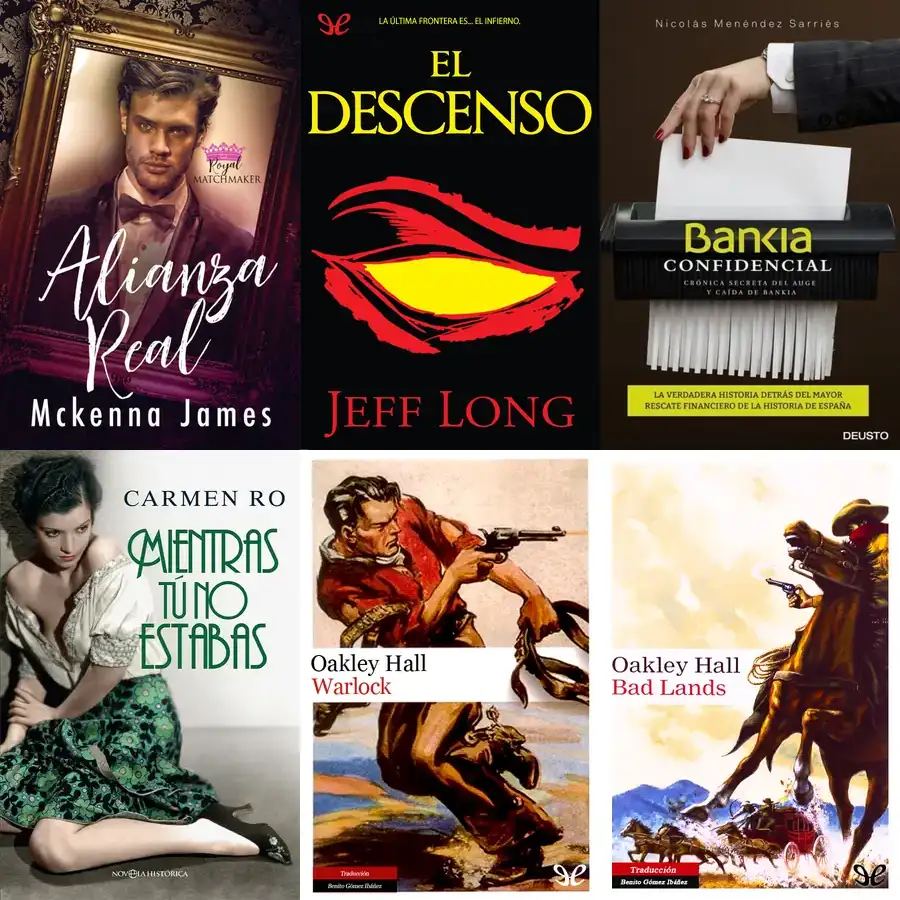 Royal
MATCHMAKER
Alianza
Real
Mckenna James
LA ÚLTIMA FRONTERA ES... EL INFIERNO.
EL
DESCENSO
JEFF LONG
Nicolás Menéndez Sarriés
Bankia
CONFIDENCIAL
CRÓNICA SECRETA DEL AUGE
Y CAÍDA DE BANKIA
LA VERDADERA HISTORIA DETRÁS DEL MAYOR
RESCATE FINANCIERO DE LA HISTORIA DE ESPAÑA
DEUSTO
CARMEN RO
MIENTRAS
TÚ NO
ESTABAS
NOVELA HISTÓRICA
Oakley Hall
Warlock
Traducción
Benito Gómez Ibáñez
Oakley Hall
Bad Lands
Traducción
Benito Gómez Ibáñez